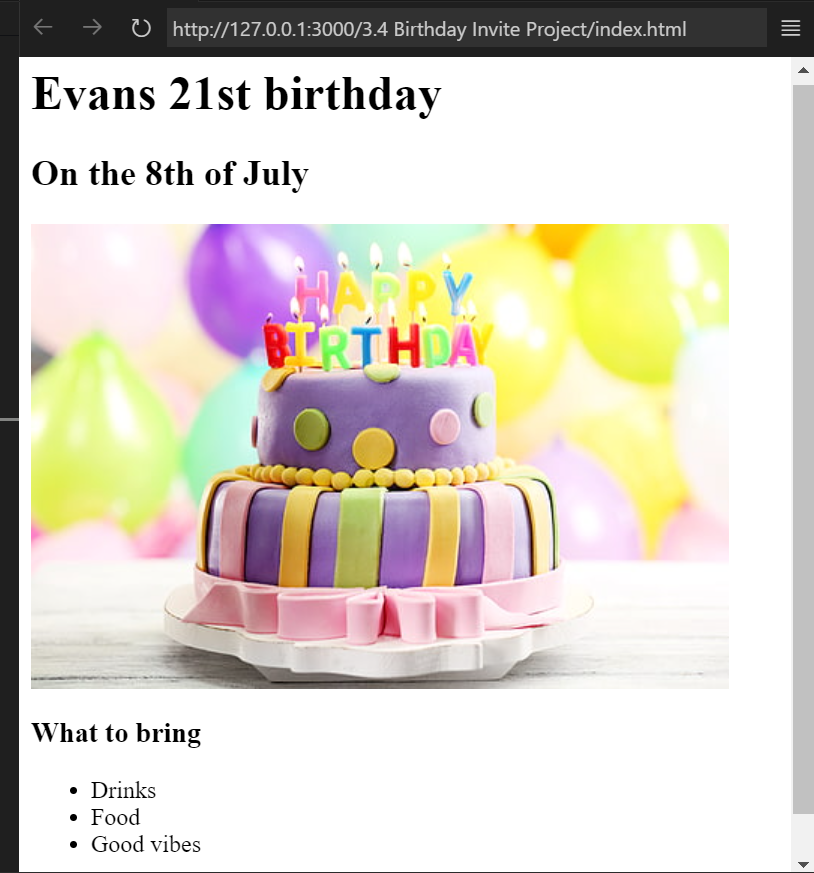 http://127.0.0.1:3000/3.4 Birthday Invite Project/index.html
Evans 21st birthday
On the 8th of July
HAPPY
BIRTHDAY
What to bring
Drinks
Food
Good vibes